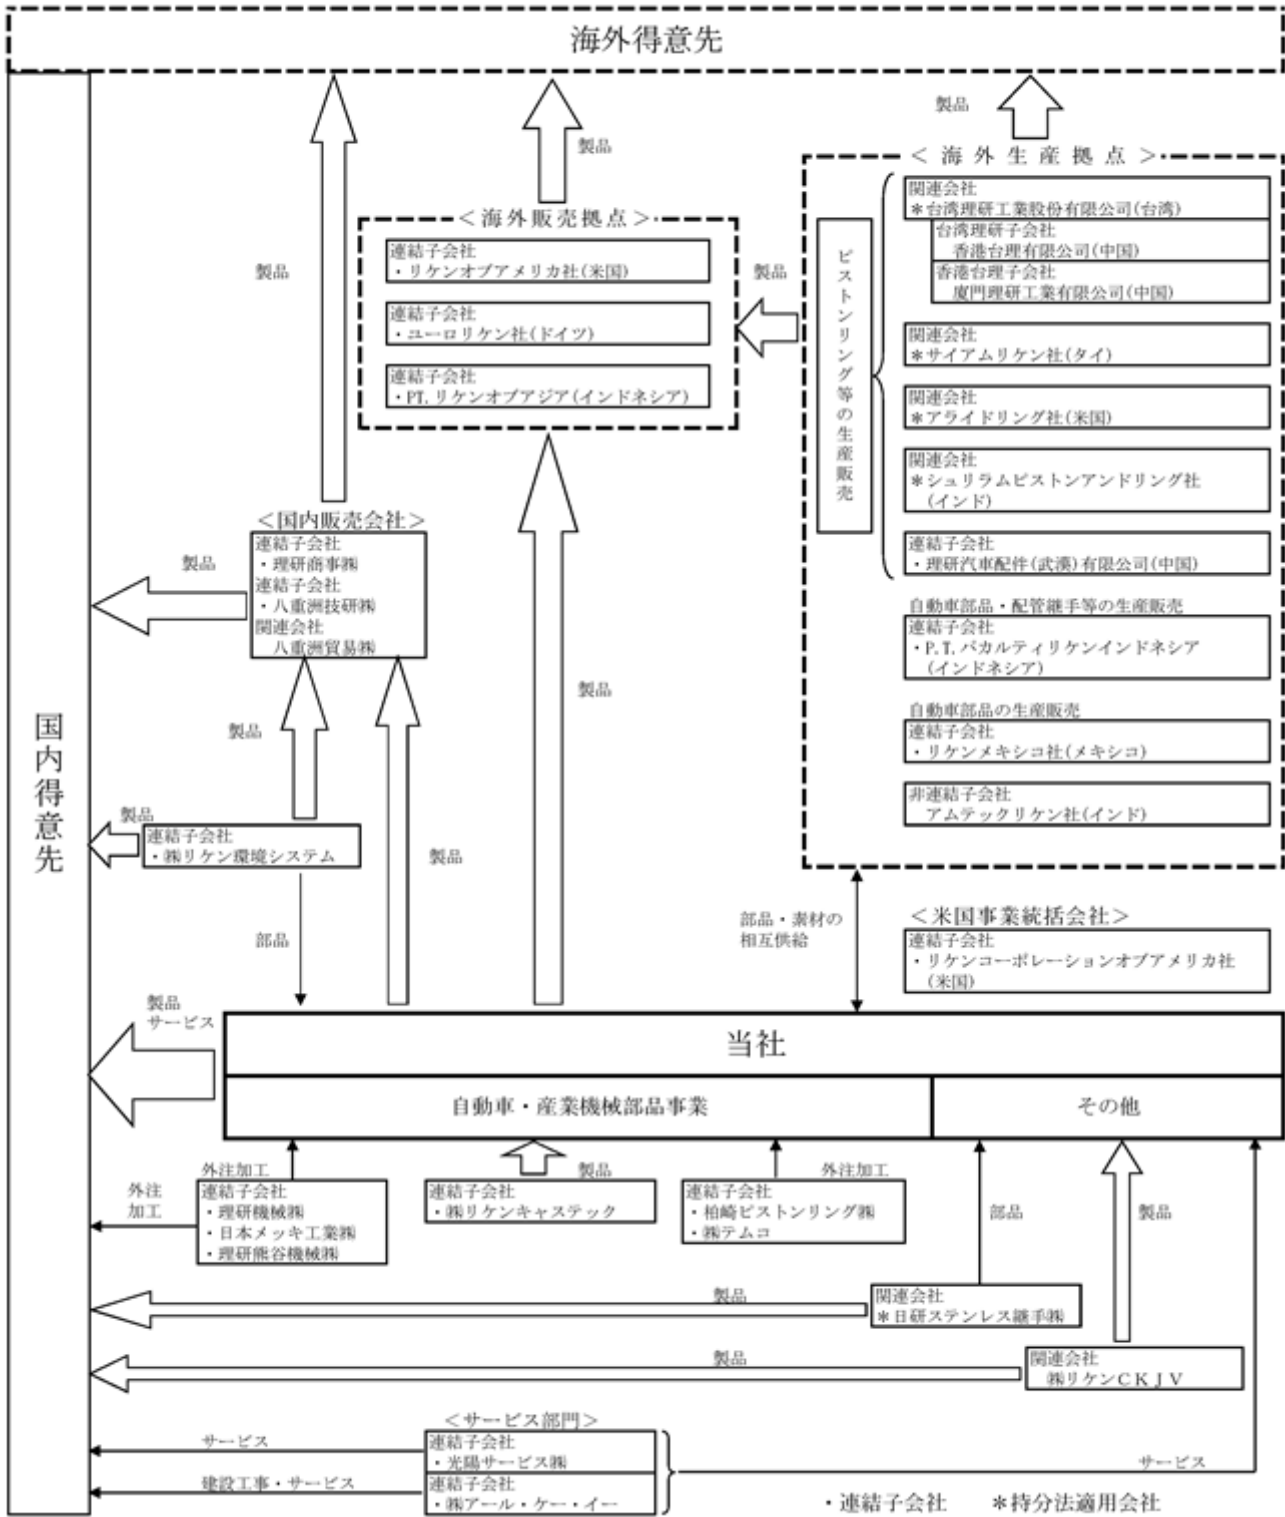 海外得意先
製品
製品
製品
製品
＜海外生産拠点＞
関連会社
＊台湾理研工業股份有限公司(台湾)
台湾理研子会社
香港台理有限公司(中国)
香港台理子会社
廈門理研工業有限公司(中国)
関連会社
＊サイアムリケン社(タイ)
関連会社
＊アライドリング社(米国)
関連会社
＊シュリラムピストンアンドリング社
(インド)
連結子会社
・理研汽車配件(武漢)有限公司(中国)
ピストンリング等の生産販売
自動車部品・配管継手等の生産販売
連結子会社
・P.T.パカルティリケンインドネシア
(インドネシア)
自動車部品の生産販売
連結子会社
・リケンメキシコ社(メキシコ)
非連結子会社
アムテックリケン社(インド)
＜海外販売拠点＞
連結子会社
・リケンオブアメリカ社(米国)
連結子会社
・ユーロリケン社(ドイツ)
連結子会社
・PT.リケンオブアジア(インドネシア)
＜国内販売会社＞
連結子会社
・理研商事㈱
連結子会社
・八重洲技研㈱
関連会社
八重洲貿易㈱
製品
製品
製品
国内得意先
製品
連結子会社
・㈱リケン環境システム
製品
部品
部品・素材の
相互供給
＜米国事業統括会社＞
連結子会社
・リケンコーポレーションオブアメリカ社
(米国)
製品
サービス
当社
自動車・産業機械部品事業
その他
外注加工
製品
外注加工
外注
加工
連結子会社
・理研機械㈱
・日本メッキ工業㈱
・理研熊谷機械㈱
連結子会社
・㈱リケンキャステック
連結子会社
・柏崎ピストンリング㈱
・㈱テムコ
部品
製品
製品
関連会社
＊日研ステンレス継手㈱
製品
関連会社
㈱リケンＣＫＪＶ
＜サービス部門＞
サービス
連結子会社
・光陽サービス㈱
建設工事・サービス
連結子会社
・㈱アール・ケー・イー
サービス
・連結子会社　＊持分法適用会社